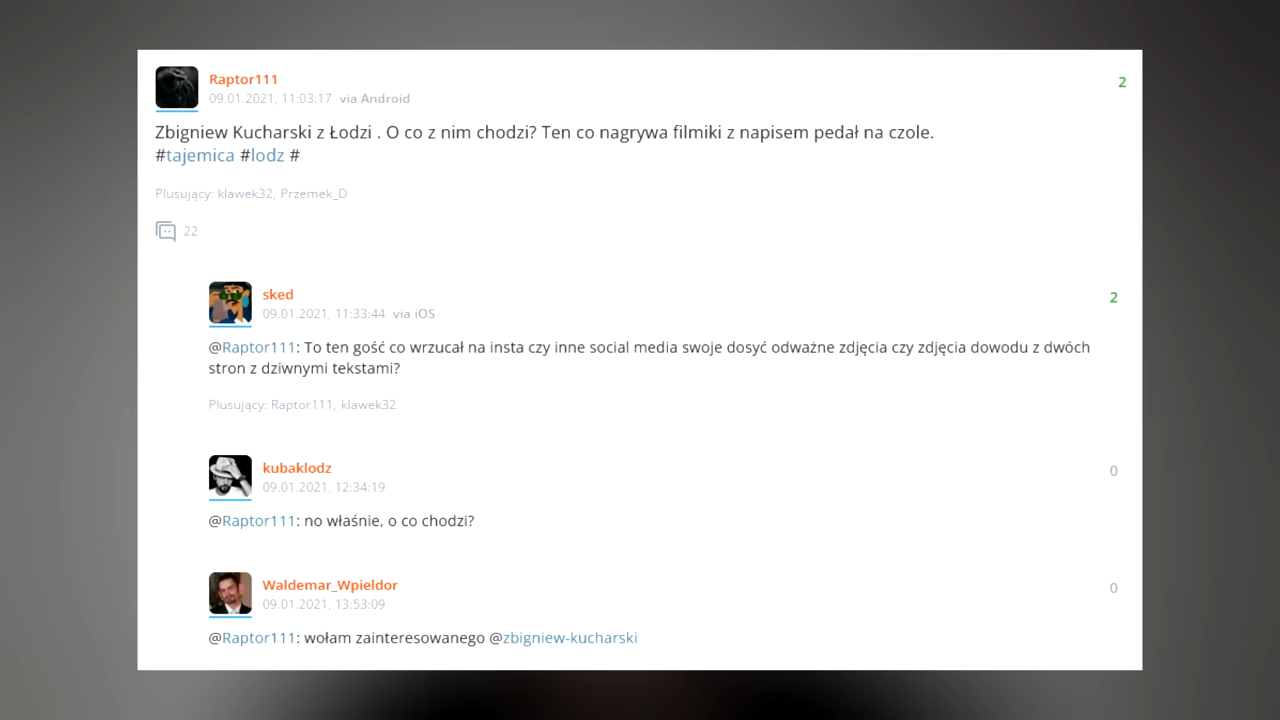 Raptor111
2
09.01.2021, 11:03:17 via Android
Zbigniew Kucharski z Łodzi . O co z nim chodzi? Ten co nagrywa filmiki z napisem pedał na czole.
#tajemica #lodz #
Plusujący: klawek32, Przemek_D
22
sked
2
09.01.2021, 11:33:44 via iOS
@Raptor111: To ten gość co wrzucał na insta czy inne social media swoje dosyć odważne zdjęcia czy zdjęcia dowodu z dwóch
stron z dziwnymi tekstami?
Plusujący: Raptor111, klawek32
kubaklodz
0
09.01.2021, 12:34:19
@Raptor111: no właśnie, o co chodzi?
Waldemar_Wpieldor
0
09.01.2021, 13:53:09
@Raptor111: wołam zainteresowanego @zbigniew-kucharski